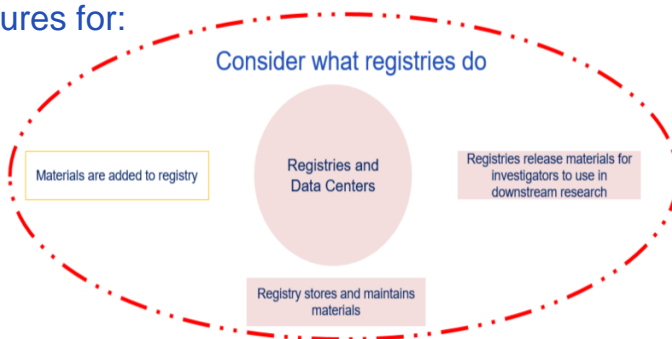 ures for:
Consider what registries do
Materials are added to registry
Registries and
Data Centers
Registries release materials for
investigators to use in
downstream research
Registry stores and maintains
materials